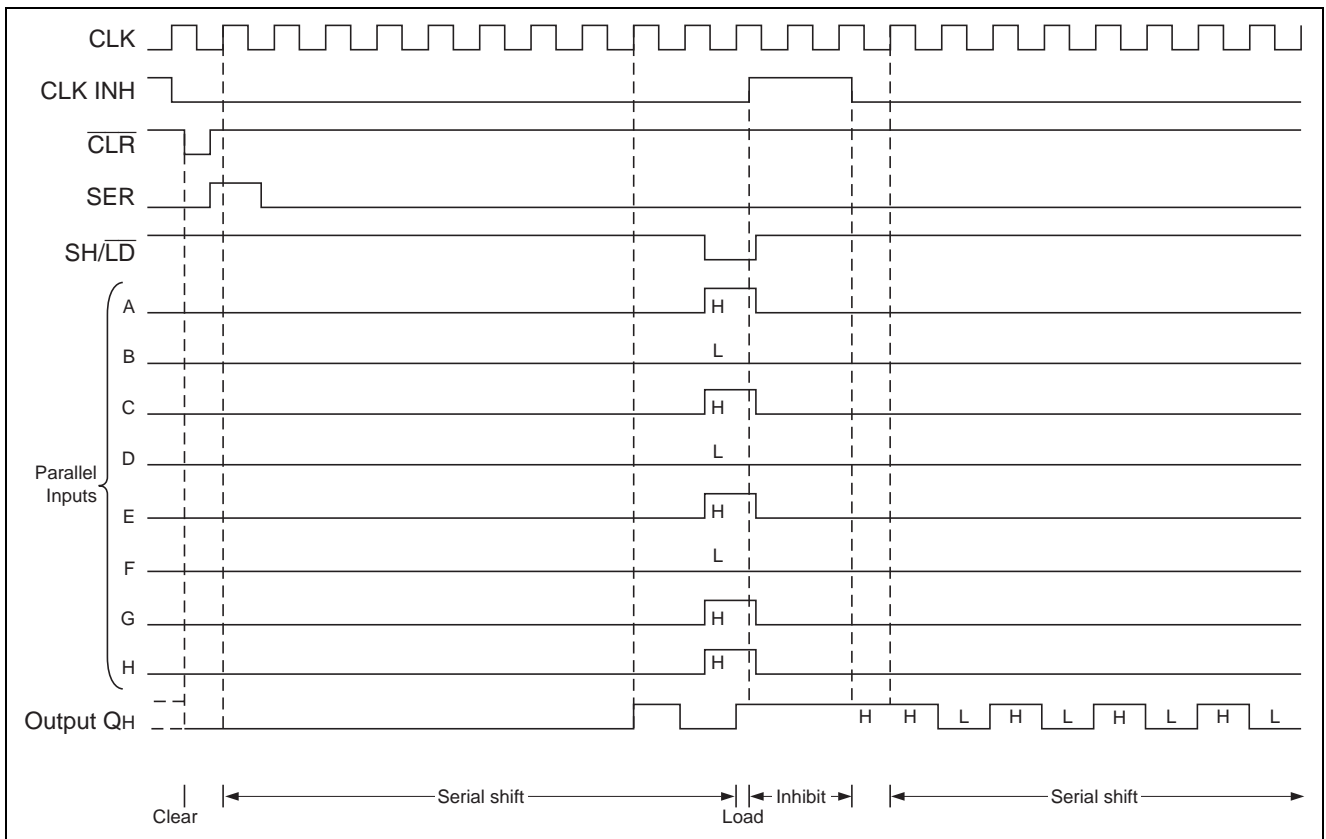 CLK
CLK INH
CLR
SER
SH/LD
Parallel
Inputs
A H
B L
C H
D L
E H
F L
G H
H H
Output QH H H L H L H L H L
Serial shift Inhibit Serial shift
Clear Load